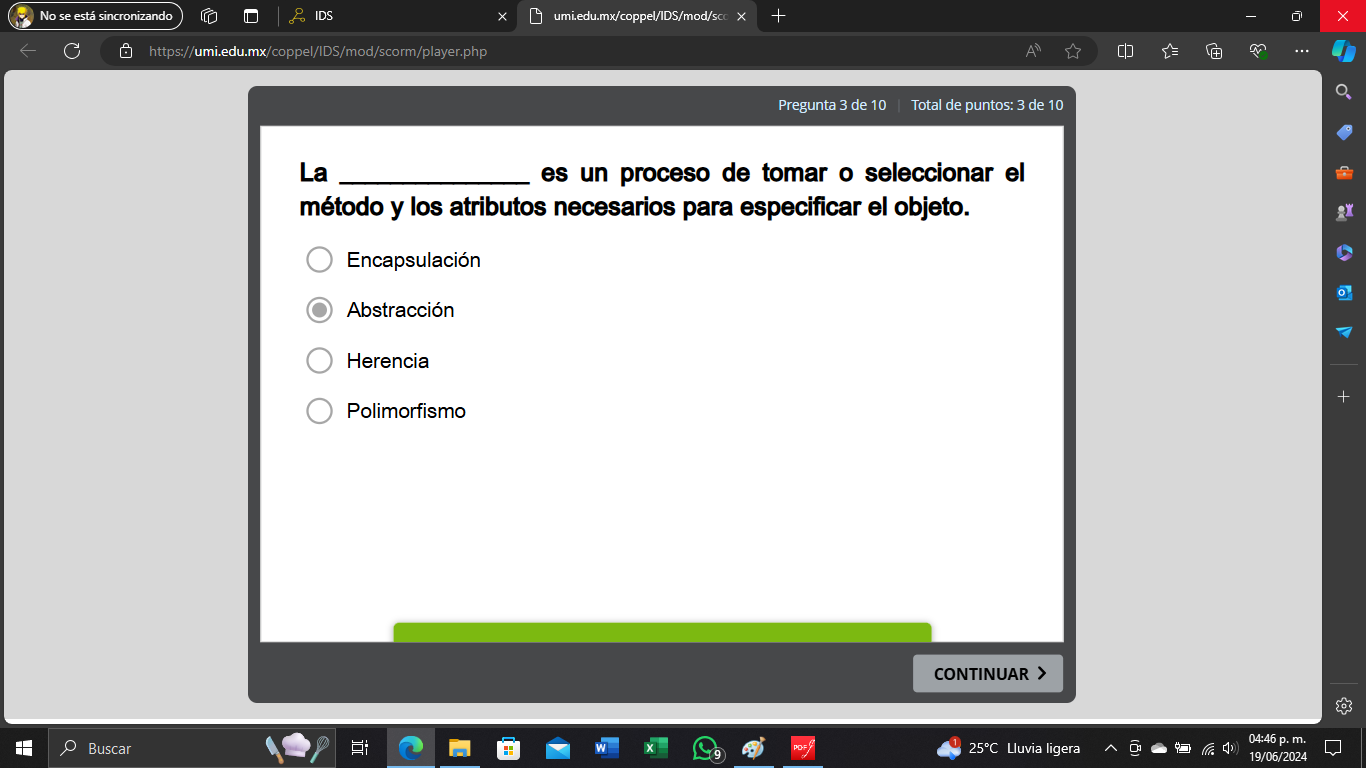 No se está sincronizando
IDS
umi.edu.mx/coppel/IDS/mod/sco
https://umi.edu.mx/coppel/IDS/mod/scorm/player.php
Pregunta 3 de 10 | Total de puntos: 3 de 10
La _______________ es un proceso de tomar o seleccionar el
método y los atributos necesarios para especificar el objeto.
Encapsulación
Abstracción
Herencia
Polimorfismo
CONTINUAR
Buscar
9
PDF
1
25°C Lluvia ligera
04:46 p. m.
19/06/2024